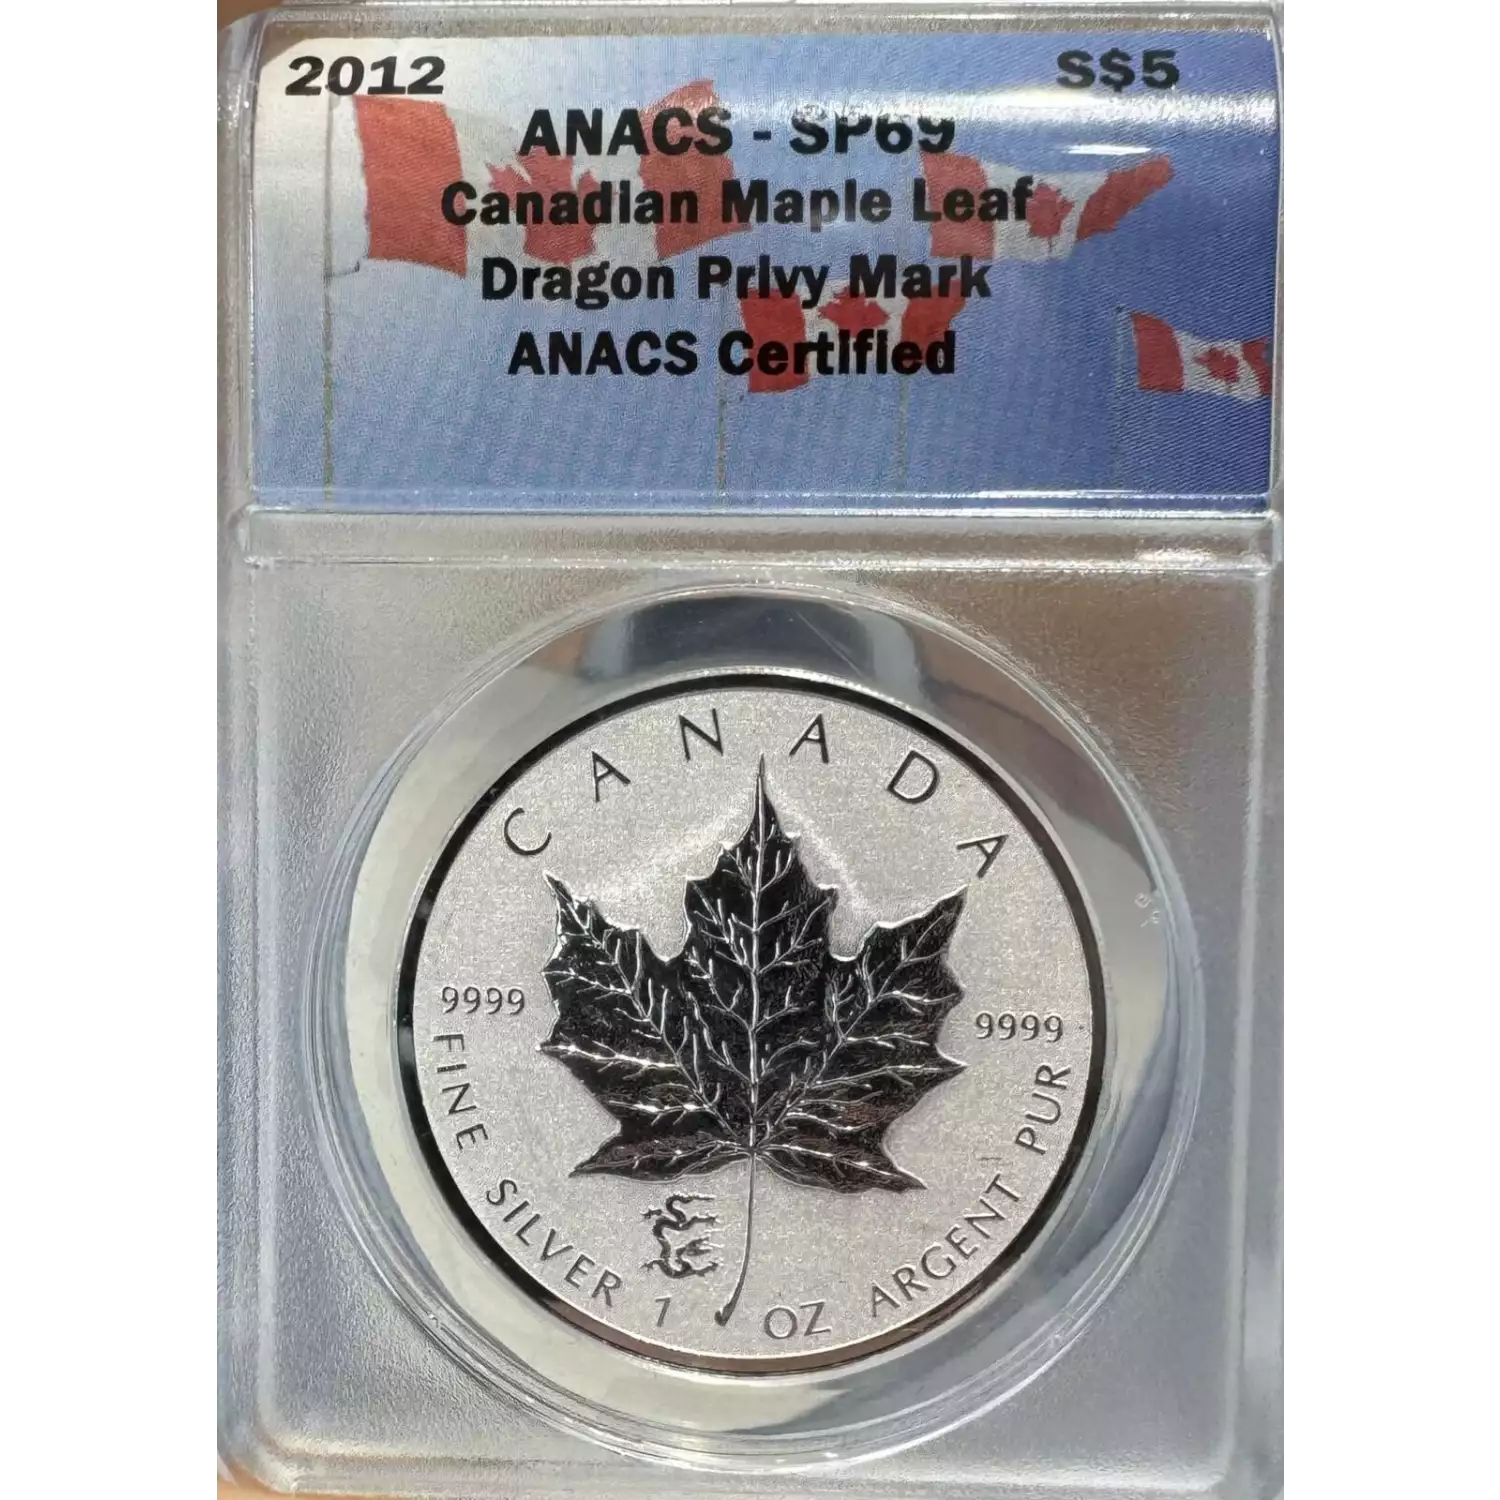 2012
S$5
ANACS - SP69
Canadian Maple Leaf
Dragon Privy Mark
ANACS Certified
CANADA
9999
9999
FINE SILVER 1 OZ ARGENT PUR